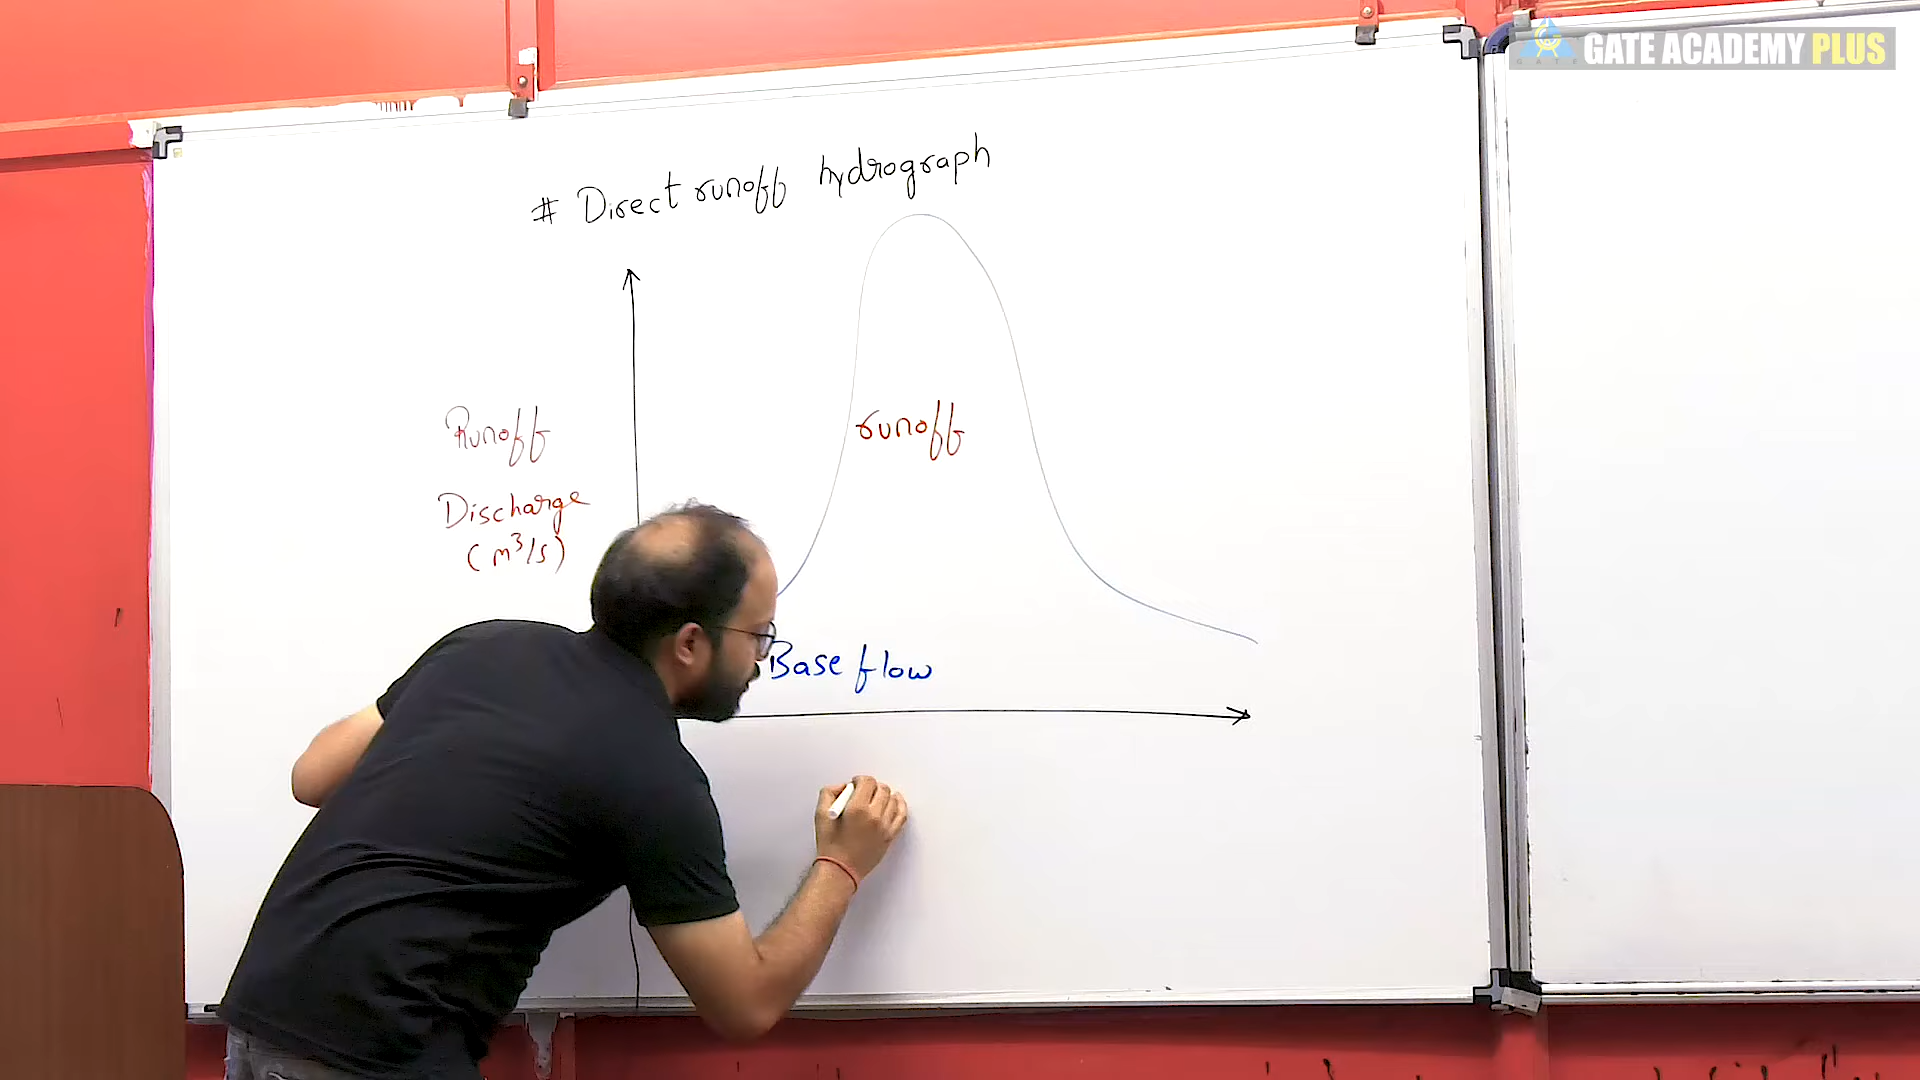 GATE ACADEMY PLUS
# Direct runoff hydrograph
Runoff
runoff
Discharge
(m³/s)
Base flow